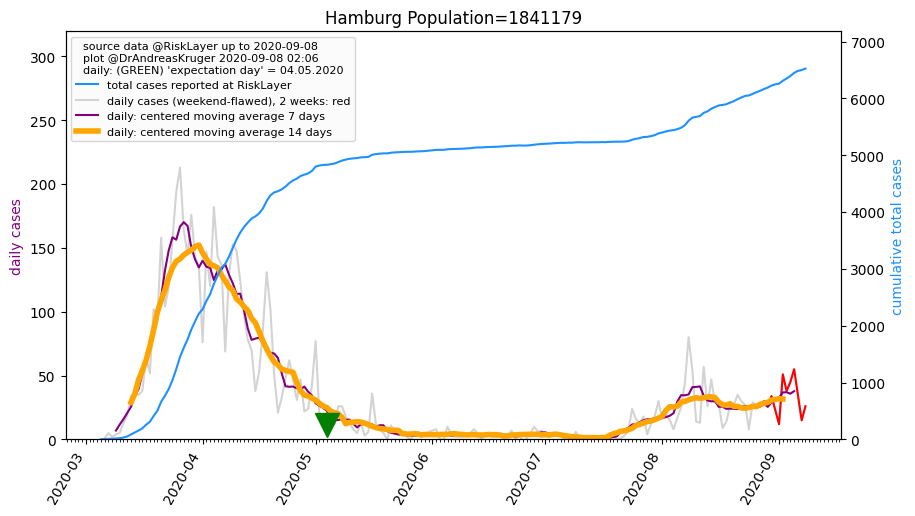 Hamburg Population=1841179
source data @RiskLayer up to 2020-09-08
plot @DrAndreasKruger 2020-09-08 02:06
daily: (GREEN) 'expectation day' = 04.05.2020
total cases reported at RiskLayer
daily cases (weekend-flawed), 2 weeks: red
daily: centered moving average 7 days
daily: centered moving average 14 days
daily cases
300
250
200
150
100
50
0
7000
6000
5000
4000
3000
2000
1000
0
cumulative total cases
2020-03
2020-04
2020-05
2020-06
2020-07
2020-08
2020-09